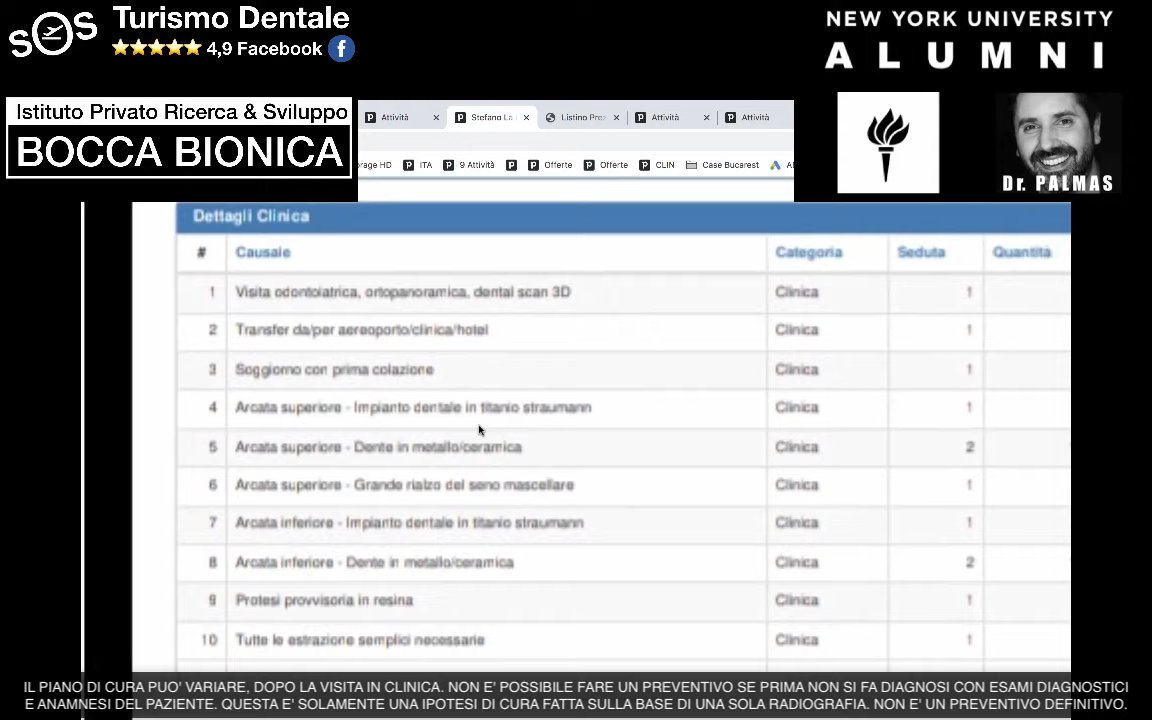 SOS Turismo Dentale
4,9 Facebook f
Istituto Privato Ricerca & Sviluppo
BOCCA BIONICA
NEW YORK UNIVERSITY
ALUMNI
Dr. PALMAS
Attività × Stefano La × Listino Prez × Attività × Attività
rage HD ITA 9 Attività Offerte Offerte CLIN Case Bucarest
Dettagli Clinica
# Causale Categoria Seduta Quantità
1 Visita odontoiatrica, ortopanoramica, dental scan 3D Clinica 1
2 Transfer da/per aereoporto/clinica/hotel Clinica 1
3 Soggiorno con prima colazione Clinica 1
4 Arcata superiore - Impianto dentale in titanio straumann Clinica 1
5 Arcata superiore - Dente in metallo/ceramica Clinica 2
6 Arcata superiore - Grande rialzo del seno mascellare Clinica 1
7 Arcata inferiore - Impianto dentale in titanio straumann Clinica 1
8 Arcata inferiore - Dente in metallo/ceramica Clinica 2
9 Protesi provvisoria in resina Clinica 1
10 Tutte le estrazione semplici necessarie Clinica 1
IL PIANO DI CURA PUO' VARIARE, DOPO LA VISITA IN CLINICA. NON E' POSSIBILE FARE UN PREVENTIVO SE PRIMA NON SI FA DIAGNOSI CON ESAMI DIAGNOSTICI
E ANAMNESI DEL PAZIENTE. QUESTA E' SOLAMENTE UNA IPOTESI DI CURA FATTA SULLA BASE DI UNA SOLA RADIOGRAFIA. NON E' UN PREVENTIVO DEFINITIVO.